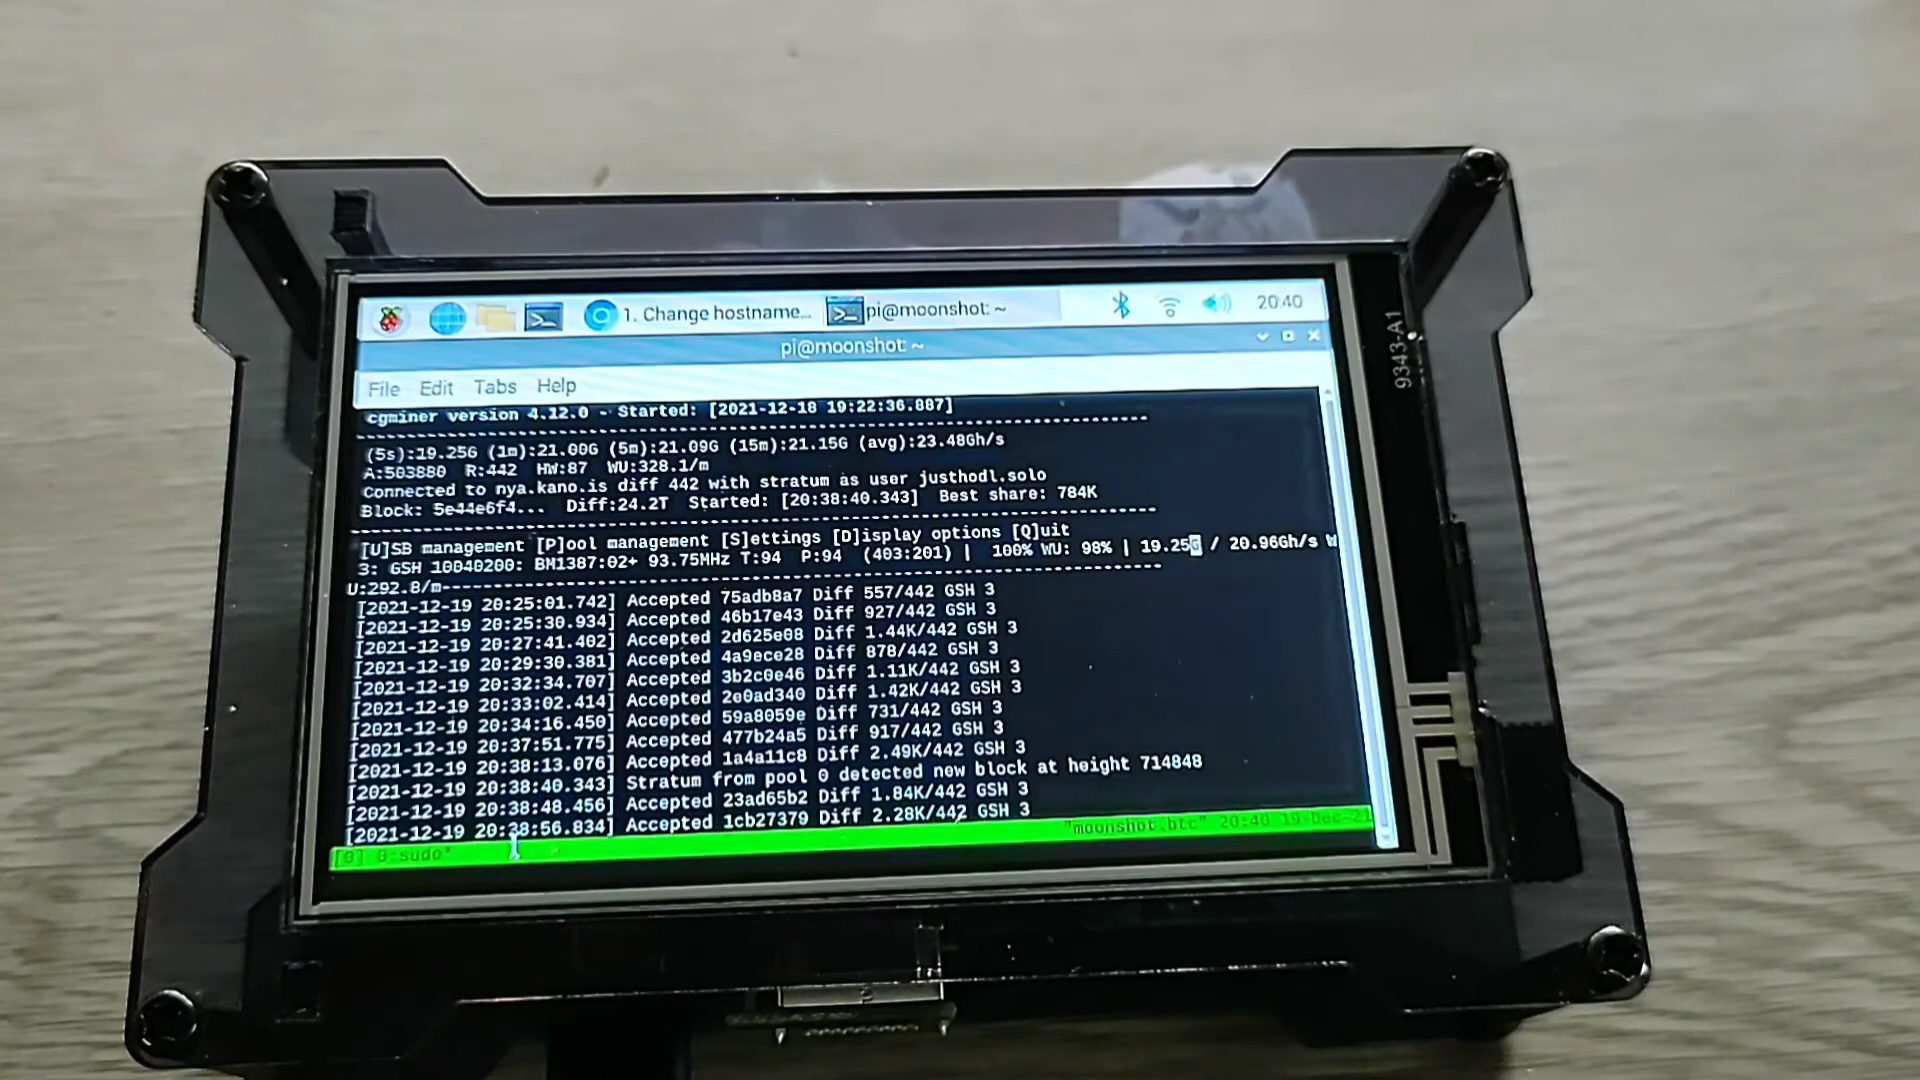 1. Change hostname... pi@moonshot: ~ 20:40
pi@moonshot: ~
File Edit Tabs Help
cgminer version 4.12.0 - Started: [2021-12-18 19:22:36.887]
--------------------------------------------------------------------------------
(5s):19.25G (1m):21.00G (5m):21.09G (15m):21.15G (avg):23.48Gh/s
A:503880 R:442 HW:87 WU:328.1/m
Connected to nya.kano.is diff 442 with stratum as user justhodl.solo
Block: 5e44e6f4... Diff:24.2T Started: [20:38:40.343] Best share: 784K
--------------------------------------------------------------------------------
[U]SB management [P]ool management [S]ettings [D]isplay options [Q]uit
3: GSH 10040200: BM1387:02+ 93.75MHz T:94 P:94 (403:201) | 100% WU: 98% | 19.25G / 20.96Gh/s W
U:292.8/m-----------------------------------------------------------------------
[2021-12-19 20:25:01.742] Accepted 75adb8a7 Diff 557/442 GSH 3
[2021-12-19 20:25:30.934] Accepted 46b17e43 Diff 927/442 GSH 3
[2021-12-19 20:27:41.402] Accepted 2d625e08 Diff 1.44K/442 GSH 3
[2021-12-19 20:29:30.381] Accepted 4a9ece28 Diff 878/442 GSH 3
[2021-12-19 20:32:34.707] Accepted 3b2c0e46 Diff 1.11K/442 GSH 3
[2021-12-19 20:33:02.414] Accepted 2e0ad340 Diff 1.42K/442 GSH 3
[2021-12-19 20:34:16.450] Accepted 59a8059e Diff 731/442 GSH 3
[2021-12-19 20:37:51.775] Accepted 477b24a5 Diff 917/442 GSH 3
[2021-12-19 20:38:13.076] Accepted 1a4a11c8 Diff 2.49K/442 GSH 3
[2021-12-19 20:38:40.343] Stratum from pool 0 detected new block at height 714848
[2021-12-19 20:38:48.456] Accepted 23ad65b2 Diff 1.84K/442 GSH 3
[2021-12-19 20:38:56.834] Accepted 1cb27379 Diff 2.28K/442 GSH 3
[0] 0:sudo* "moonshot.btc" 20:40 19-Dec-21
9343-A1